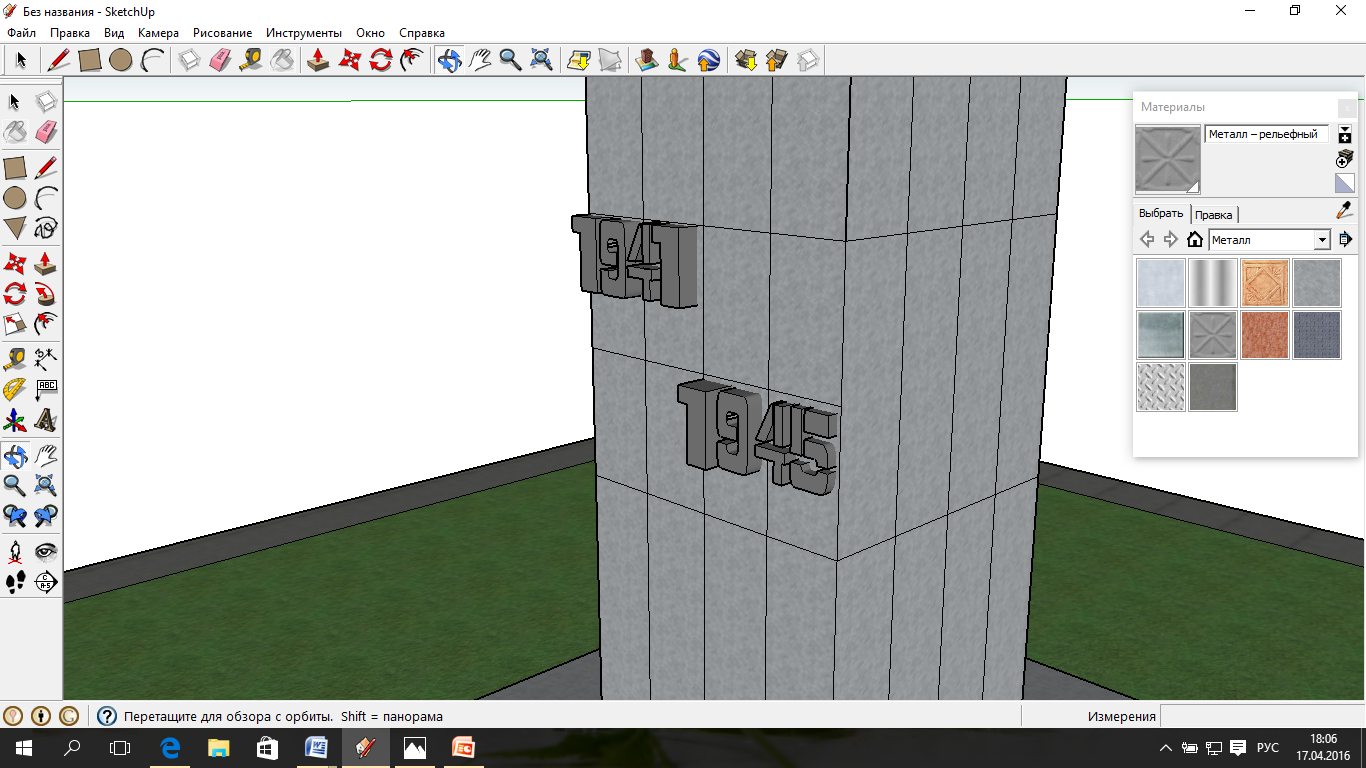 Без названия - SketchUp
Файл Правка Вид Камера Рисование Инструменты Окно Справка
Материалы
Металл – рельефный
Выбрать Правка
Металл
1941
1945
ABC
Перетащите для обзора с орбиты. Shift = панорама
Измерения
РУС
18:06
17.04.2016